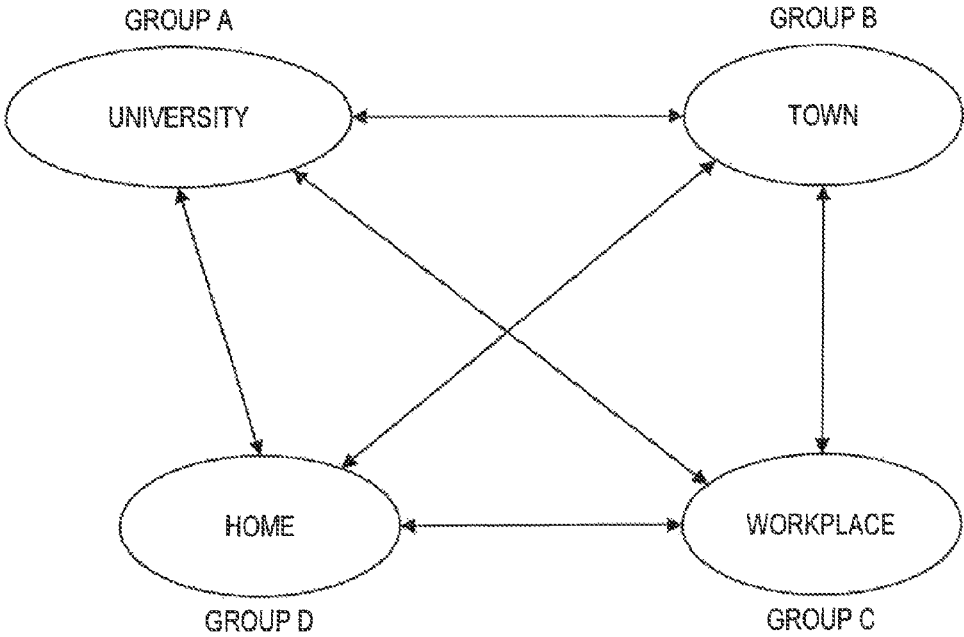 GROUP A
GROUP B
UNIVERSITY
TOWN
HOME
WORKPLACE
GROUP D
GROUP C